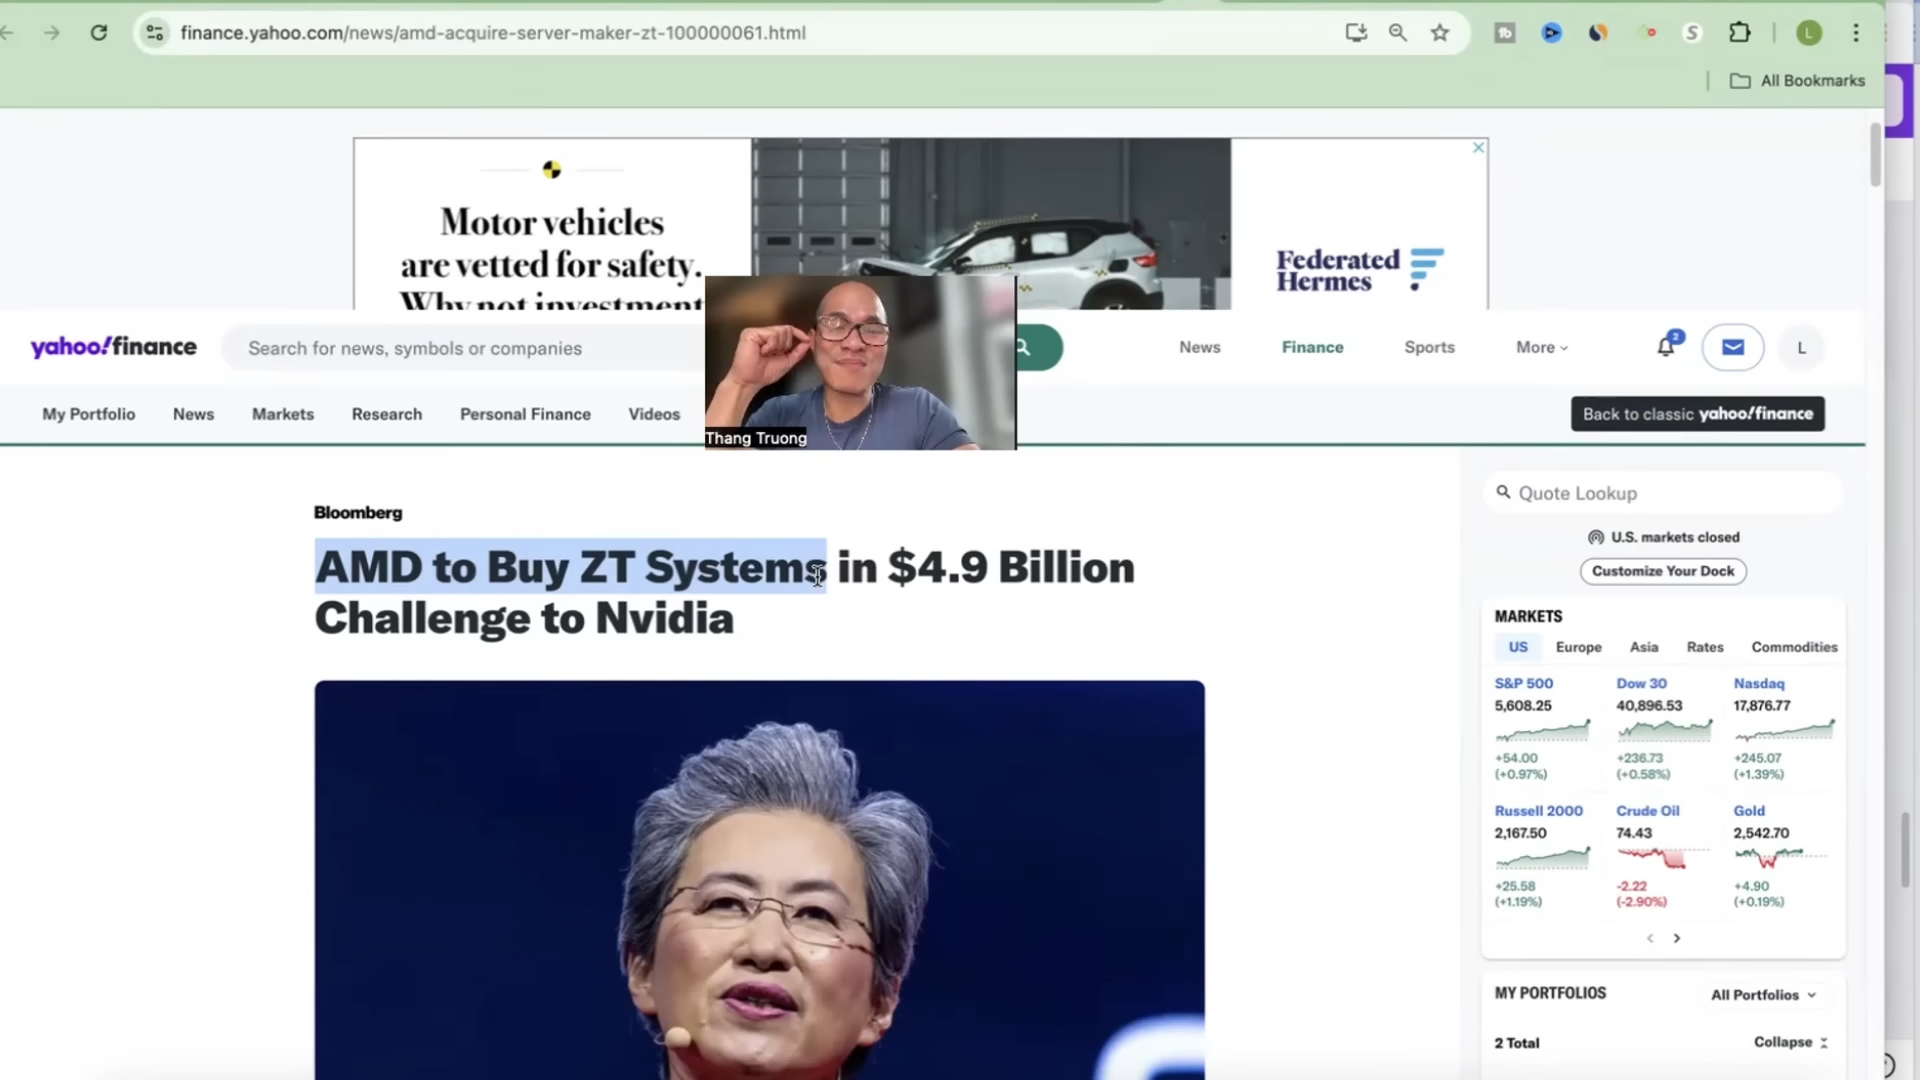 finance.yahoo.com/news/amd-acquire-server-maker-zt-100000061.html
tb
S
L
All Bookmarks
Motor vehicles
are vetted for safety.
Why not investment
Federated
Hermes
yahoo!finance
Search for news, symbols or companies
News
Finance
Sports
More
2
L
My Portfolio
News
Markets
Research
Personal Finance
Videos
Back to classic yahoo!finance
Thang Truong
Bloomberg
AMD to Buy ZT Systems in $4.9 Billion
Challenge to Nvidia
Quote Lookup
U.S. markets closed
Customize Your Dock
MARKETS
US Europe Asia Rates Commodities
S&P 500 Dow 30 Nasdaq
5,608.25 40,896.53 17,876.77
+54.00 +236.73 +245.07
(+0.97%) (+0.58%) (+1.39%)
Russell 2000 Crude Oil Gold
2,167.50 74.43 2,542.70
+25.58 -2.22 +4.90
(+1.19%) (-2.90%) (+0.19%)
MY PORTFOLIOS All Portfolios
2 Total Collapse